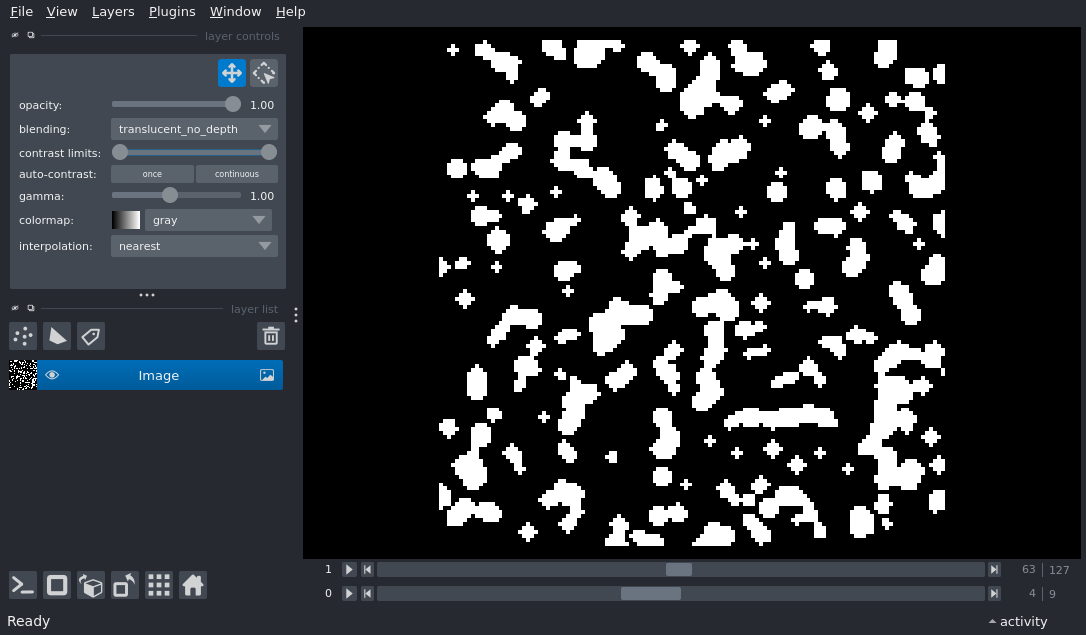 File View Layers Plugins Window Help
layer controls
opacity: 1.00
blending: translucent_no_depth
contrast limits:
auto-contrast: once continuous
gamma: 1.00
colormap: gray
interpolation: nearest
layer list
Image
1 63 127
0 4 9
Ready activity